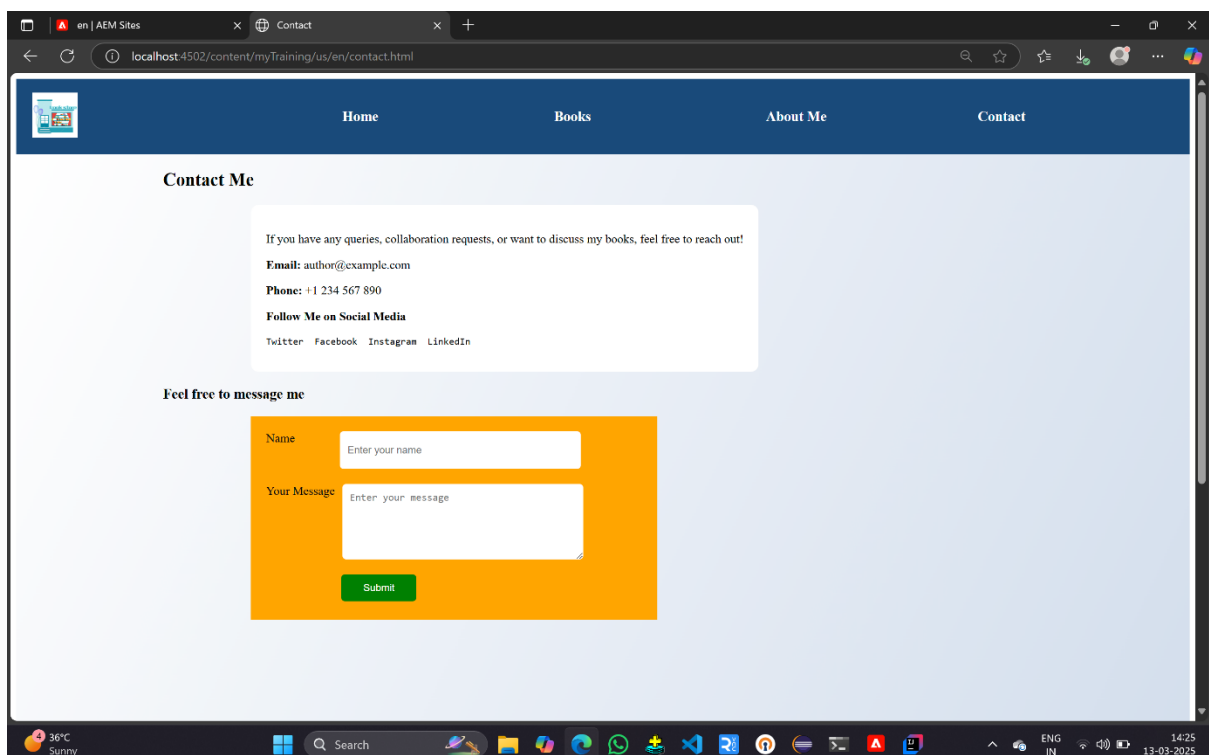 en | AEM Sites
Contact
localhost:4502/content/myTraining/us/en/contact.html
Home Books About Me Contact
Contact Me
If you have any queries, collaboration requests, or want to discuss my books, feel free to reach out!
Email: author@example.com
Phone: +1 234 567 890
Follow Me on Social Media
Twitter Facebook Instagram LinkedIn
Feel free to message me
Name
Enter your name
Your Message
Enter your message
Submit
4
36°C
Sunny
Search
ENG
IN
14:25
13-03-2025